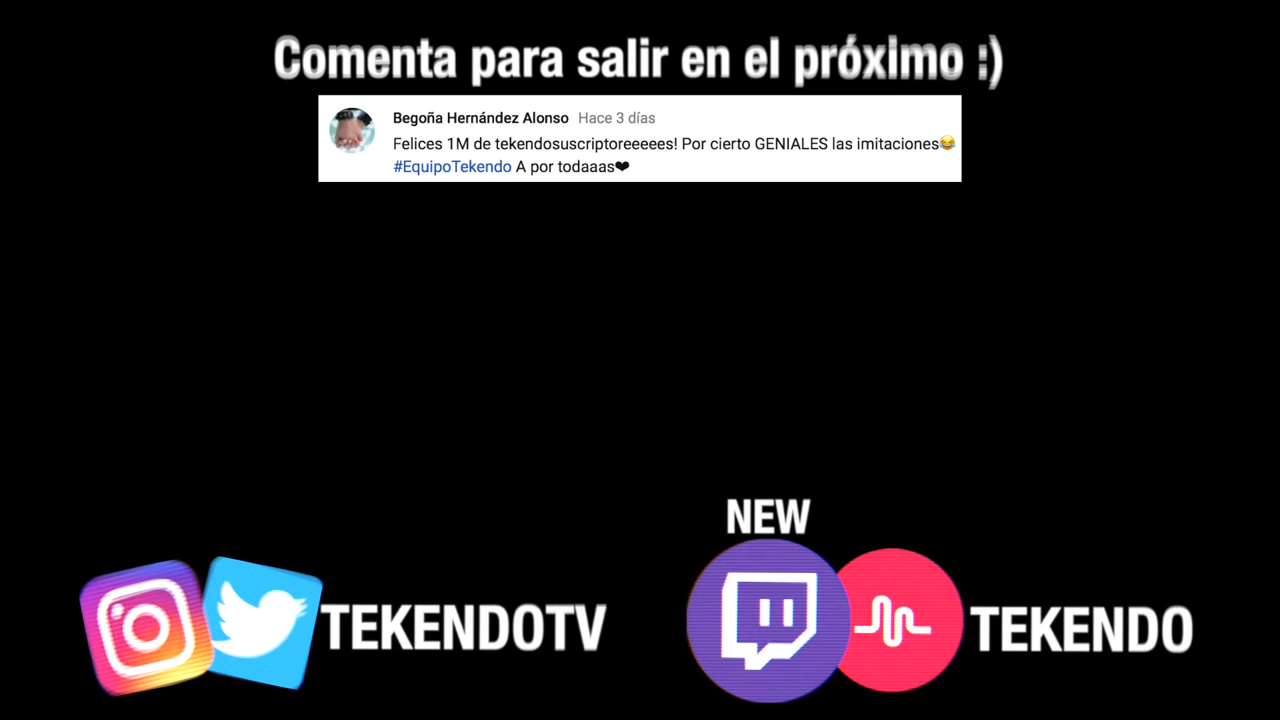 Comenta para salir en el próximo :)
Begoña Hernández Alonso Hace 3 días
Felices 1M de tekendosuscriptoreeeees! Por cierto GENIALES las imitaciones😂
#EquipoTekendo A por todaaas❤
NEW
TEKENDOTV
TEKENDO